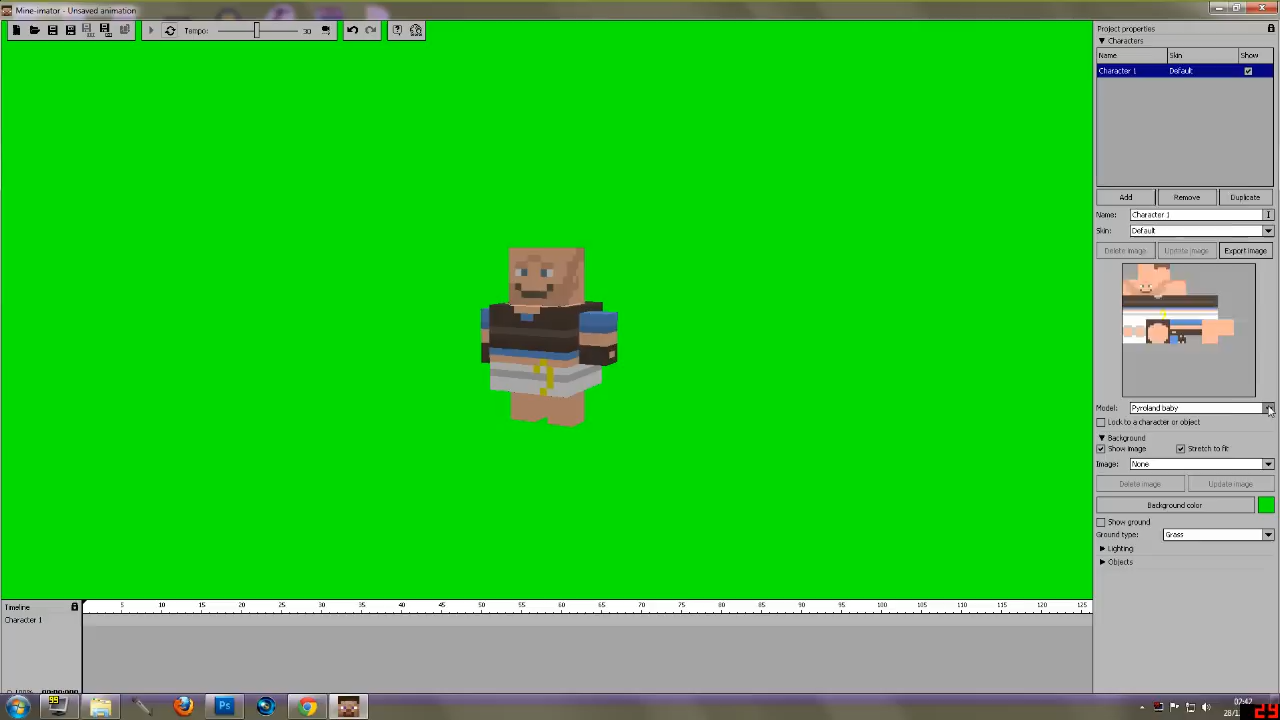 Mine-imator - Unsaved animation
Tempo: 30
Project properties
Characters
Name Skin Show
Character 1 Default
Add Remove Duplicate
Name: Character 1
Skin: Default
Delete image Update image Export image
Model: Pyroland baby
Lock to a character or object
Background
Show image Stretch to fit
Image: None
Delete image Update image
Background color
Show ground
Ground type: Grass
Lighting
Objects
Timeline 5 10 15 20 25 30 35 40 45 50 55 60 65 70 75 80 85 90 95 100 105 110 115 120 125
Character 1
Ps
29